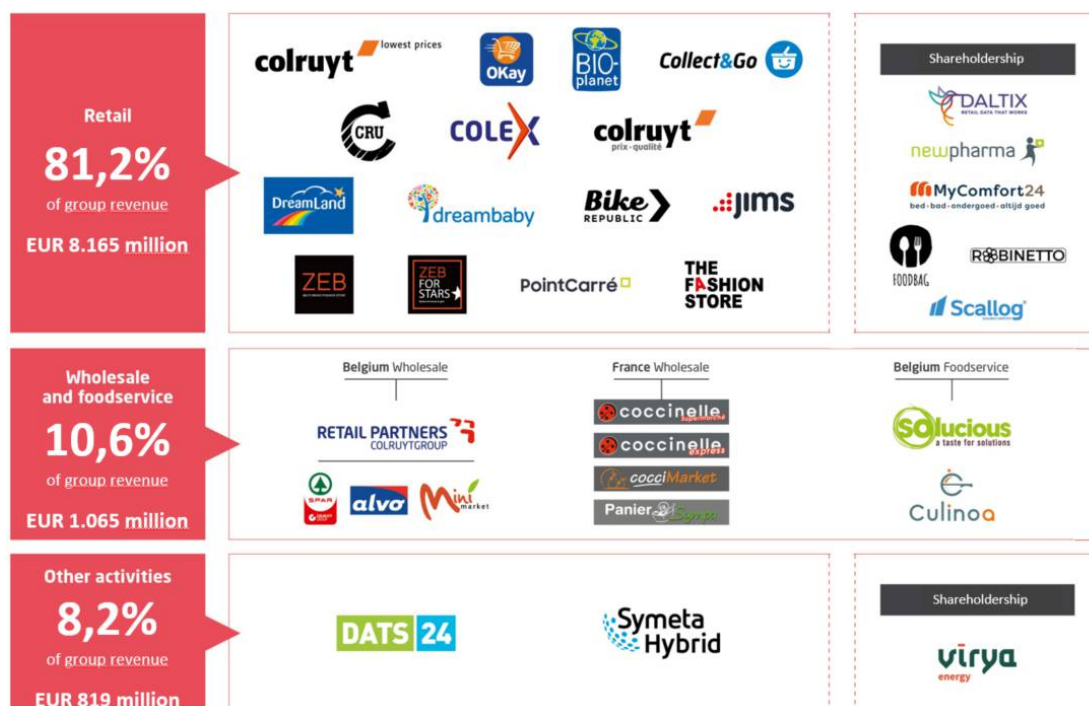 Retail
81,2%
of group revenue
EUR 8.165 million
colruyt lowest prices
OKay
BIO-
planet
Collect&Go
CRU
COLEX
colruyt
prix - qualité
DreamLand
dreambaby
Bike
REPUBLIC
JIMS
ZEB
ZEB
FOR
STARS
PointCarré
THE
FASHION
STORE
Shareholdership
DALTIX
RETAIL DATA THAT WORKS
newpharma
MyComfort24
bed-bad-ondergoed-altijd goed
FOODBAG
ROBINETTO
Scallog
Wholesale
and foodservice
10,6%
of group revenue
EUR 1.065 million
Belgium Wholesale
RETAIL PARTNERS
COLRUYTGROUP
SPAR
alvo
Mini
market
France Wholesale
coccinelle
supermarché
coccinelle
express
cocciMarket
Panier Sympa
Belgium Foodservice
SOlucious
a taste for solutions
Culinoa
Other activities
8,2%
of group revenue
EUR 819 million
DATS 24
Symeta
Hybrid
Shareholdership
virya
energy